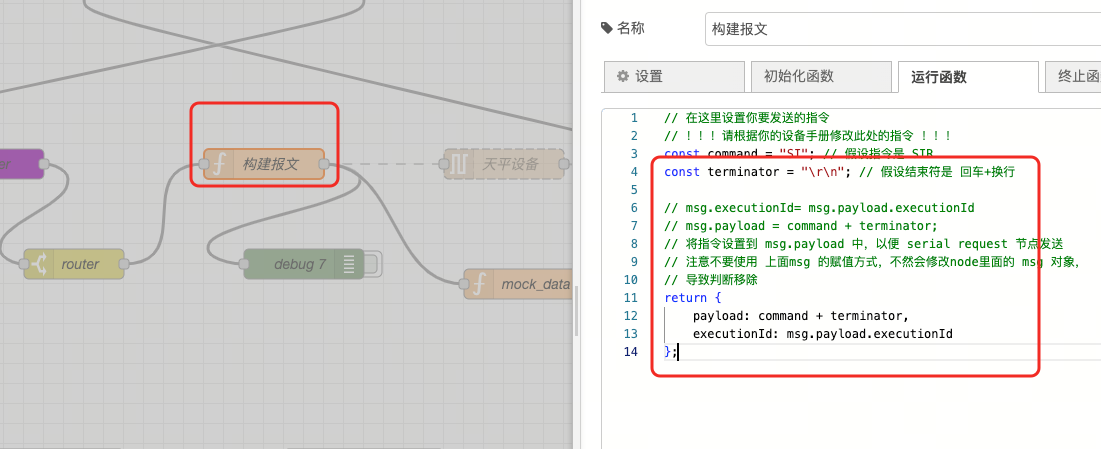 名称
构建报文
设置
初始化函数
运行函数
终止函
1 // 在这里设置你要发送的指令
2 // ！！！请根据你的设备手册修改此处的指令 ！！！
3 const command = "SI"; // 假设指令是 SIR
4 const terminator = "\r\n"; // 假设结束符是 回车+换行
5
6 // msg.executionId= msg.payload.executionId
7 // msg.payload = command + terminator;
8 // 将指令设置到 msg.payload 中，以便 serial request 节点发送
9 // 注意不要使用 上面msg 的赋值方式，不然会修改node里面的 msg 对象，
10 // 导致判断移除
11 return {
12 payload: command + terminator,
13 executionId: msg.payload.executionId
14 };
er
构建报文
天平设备
router
debug 7
mock_data